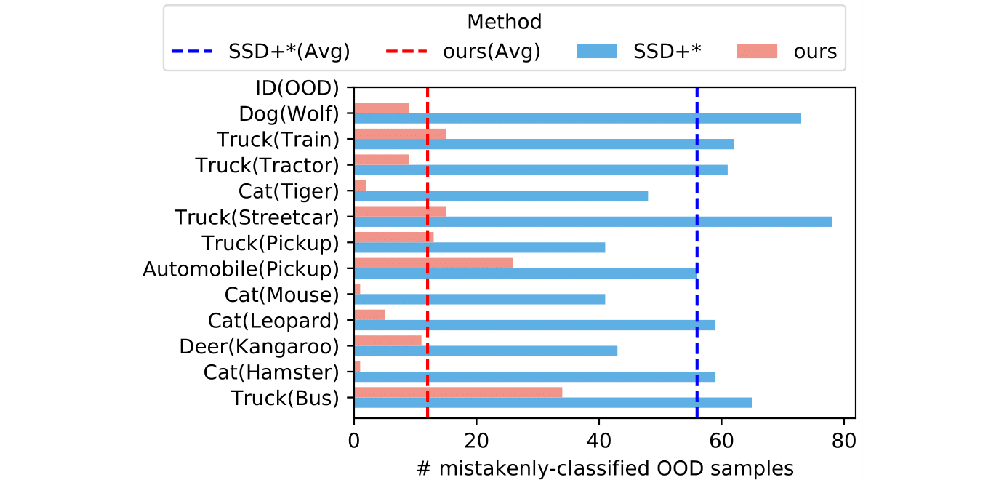 Method
SSD+*(Avg) ours(Avg) SSD+* ours
ID(OOD)
Dog(Wolf)
Truck(Train)
Truck(Tractor)
Cat(Tiger)
Truck(Streetcar)
Truck(Pickup)
Automobile(Pickup)
Cat(Mouse)
Cat(Leopard)
Deer(Kangaroo)
Cat(Hamster)
Truck(Bus)
0 20 40 60 80
# mistakenly-classified OOD samples